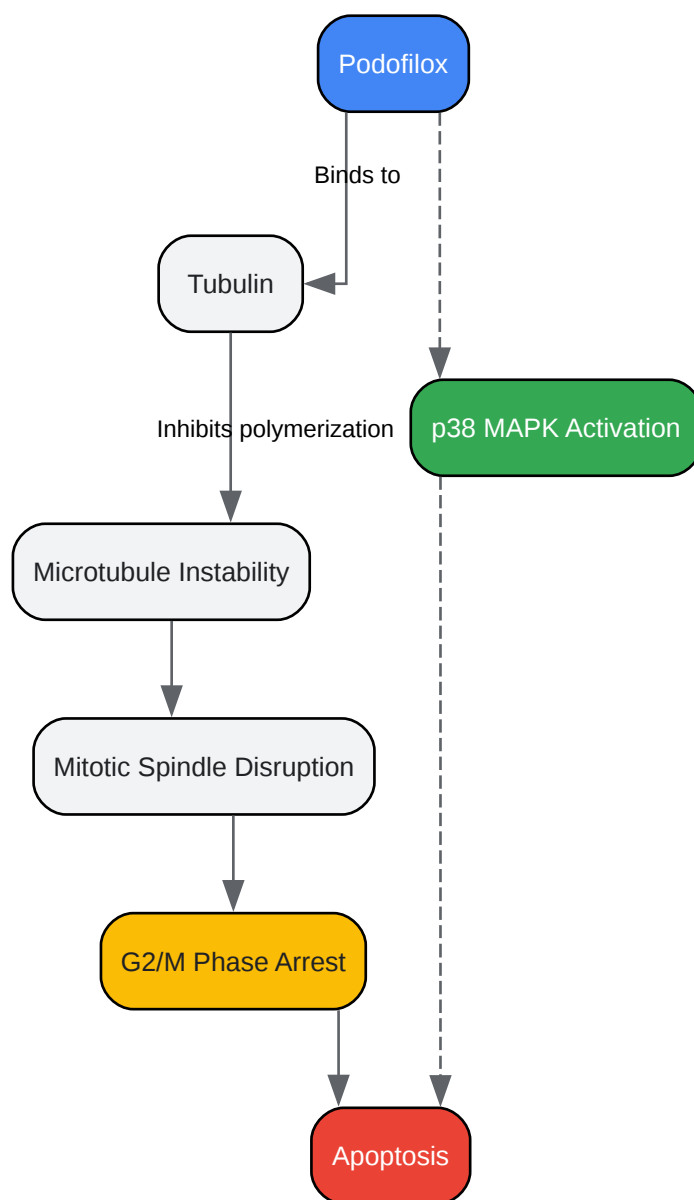 Podofilox
Binds to
Tubulin
Inhibits polymerization
p38 MAPK Activation
Microtubule Instability
Mitotic Spindle Disruption
G2/M Phase Arrest
Apoptosis